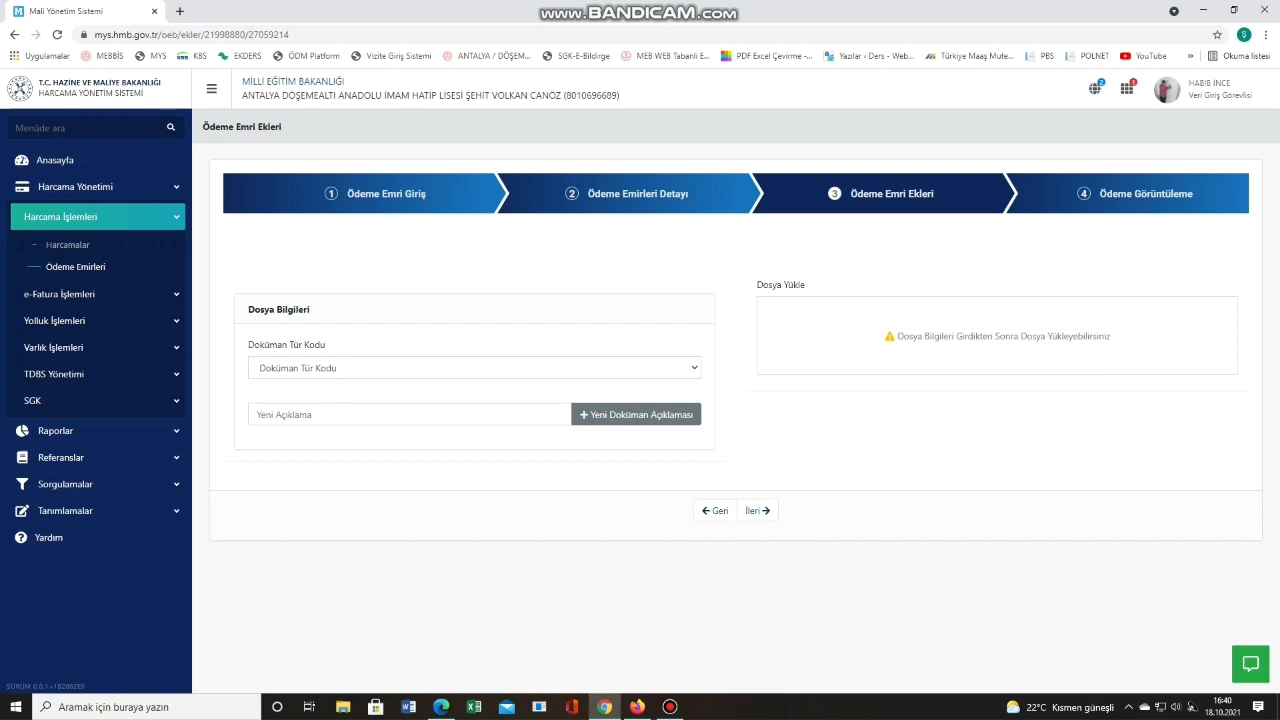 www.BANDICAM.com
Mali Yönetim Sistemi
mys.hmb.gov.tr/oeb/ekler/21998880/27059214
S
Uygulamalar
MEBBİS
MYS
KBS
EKDERS
ÖDM Platform
Vizite Giriş Sistemi
ANTALYA / DÖŞEM...
SGK-E-Bildirge
MEB WEB Tabanlı E...
PDF Excel Çevirme -...
Yazılar ‹ Ders - Web...
Türkiye Maaş Mute...
PBS
POLNET
YouTube
»
Okuma listesi
T.C. HAZİNE VE MALİYE BAKANLIĞI
HARCAMA YÖNETİM SİSTEMİ
MİLLİ EĞİTİM BAKANLIĞI
ANTALYA DÖŞEMEALTI ANADOLU İMAM HATİP LİSESİ ŞEHİT VOLKAN CANÖZ (8010696689)
2
1
HABİB İNCE
Veri Giriş Görevlisi
Menüde ara
Ödeme Emri Ekleri
Anasayfa
Harcama Yönetimi
Harcama İşlemleri
Harcamalar
Ödeme Emirleri
e-Fatura İşlemleri
Yolluk İşlemleri
Varlık İşlemleri
TDBS Yönetimi
SGK
Raporlar
Referanslar
Sorgulamalar
Tanımlamalar
Yardım
1 Ödeme Emri Giriş
2 Ödeme Emirleri Detayı
3 Ödeme Emri Ekleri
4 Ödeme Görüntüleme
Dosya Bilgileri
Doküman Tür Kodu
Doküman Tür Kodu
Yeni Açıklama
+ Yeni Doküman Açıklaması
Dosya Yükle
Dosya Bilgileri Girdikten Sonra Dosya Yükleyebilirsiniz
← Geri
İleri →
SÜRÜM 0.0.1+1B2862E9
Aramak için buraya yazın
22°C Kısmen güneşli
16:40
18.10.2021